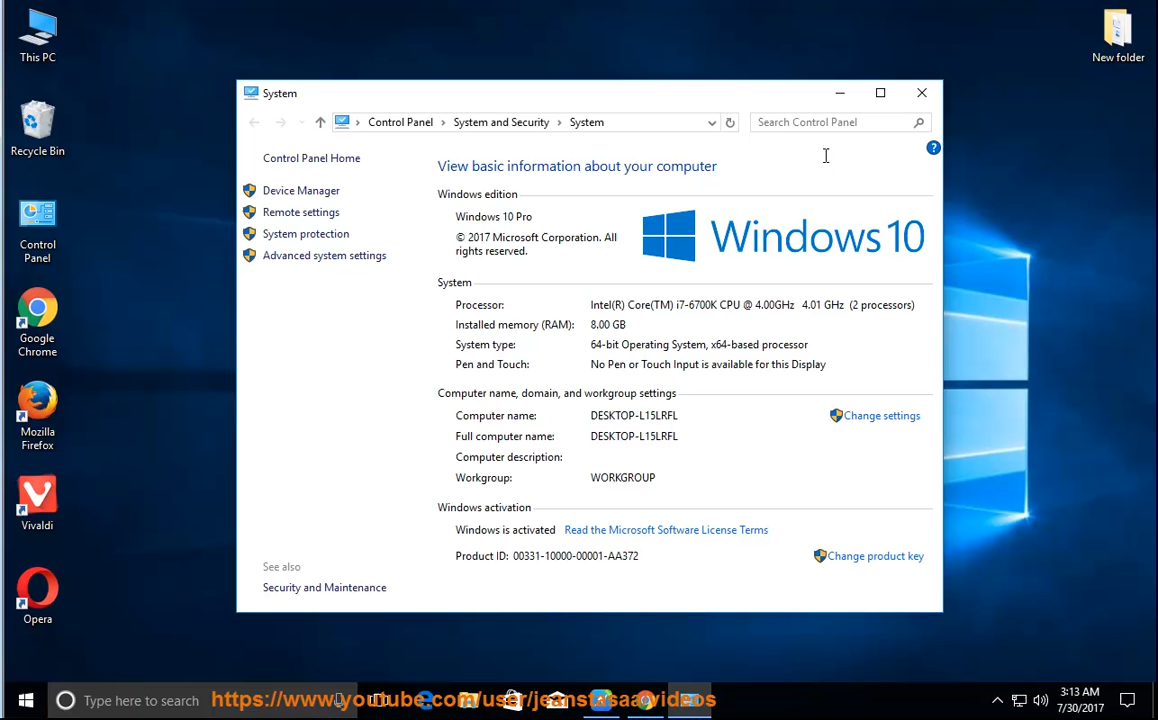 This PC
New folder
Recycle Bin
Control
Panel
Google
Chrome
Mozilla
Firefox
Vivaldi
Opera
System
Control Panel > System and Security > System
Search Control Panel
Control Panel Home
Device Manager
Remote settings
System protection
Advanced system settings
See also
Security and Maintenance
View basic information about your computer
Windows edition
Windows 10 Pro
© 2017 Microsoft Corporation. All
rights reserved.
Windows 10
System
Processor: Intel(R) Core(TM) i7-6700K CPU @ 4.00GHz 4.01 GHz (2 processors)
Installed memory (RAM): 8.00 GB
System type: 64-bit Operating System, x64-based processor
Pen and Touch: No Pen or Touch Input is available for this Display
Computer name, domain, and workgroup settings
Computer name: DESKTOP-L15LRFL Change settings
Full computer name: DESKTOP-L15LRFL
Computer description:
Workgroup: WORKGROUP
Windows activation
Windows is activated Read the Microsoft Software License Terms
Product ID: 00331-10000-00001-AA372 Change product key
Type here to search
https://www.youtube.com/user/jeanstasaavideos
3:13 AM
7/30/2017